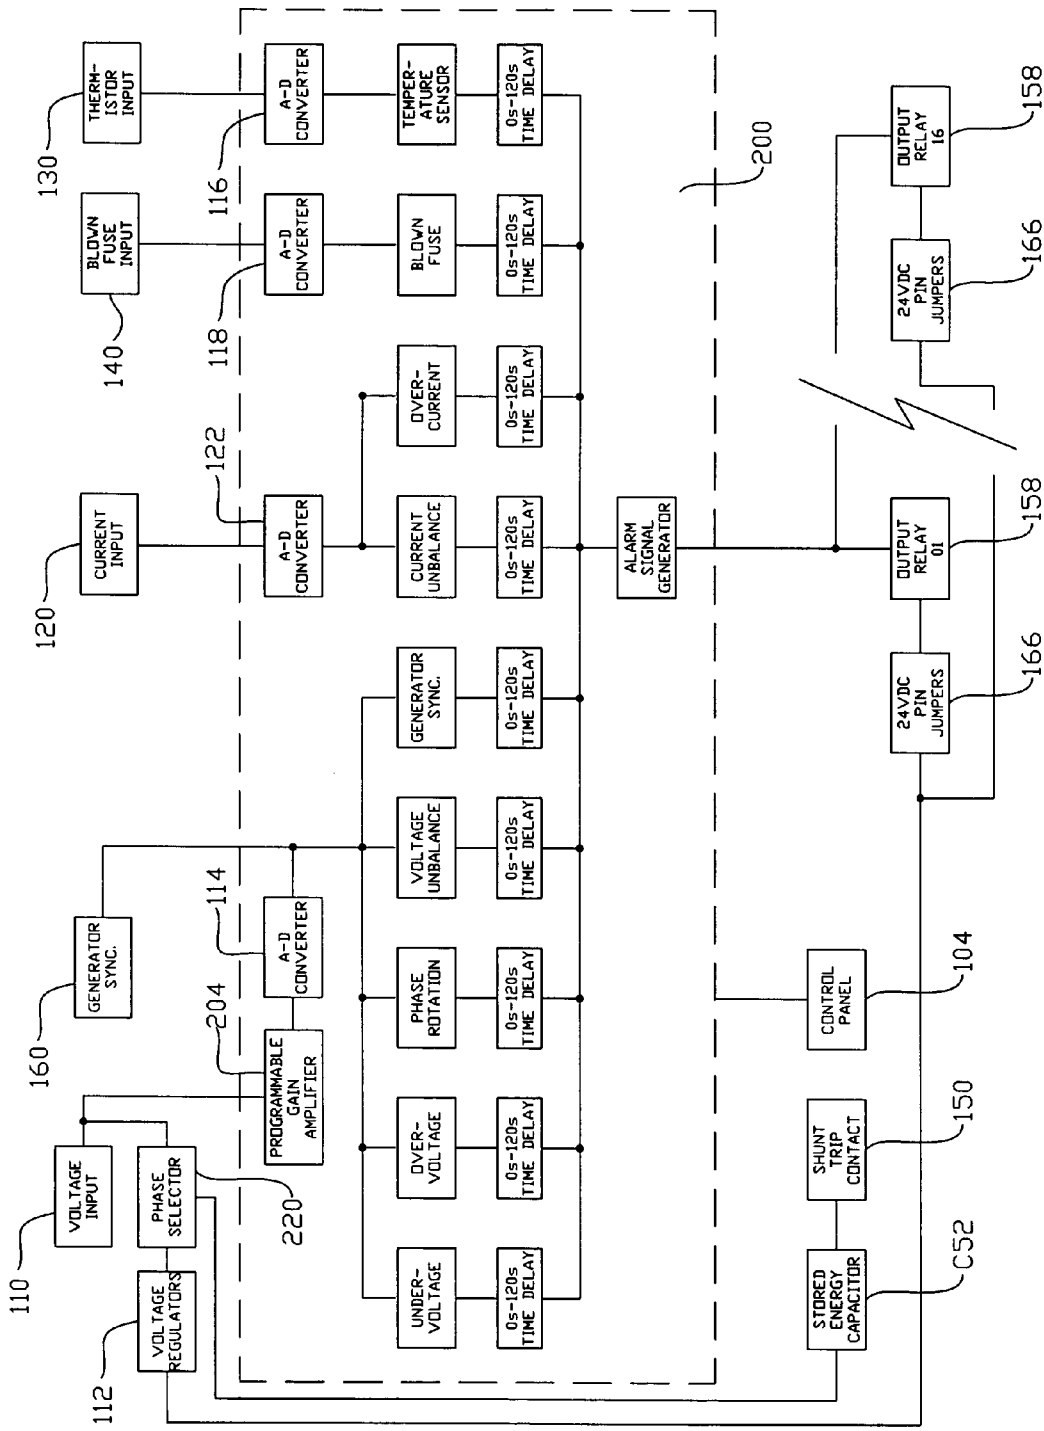 110
VOLTAGE
INPUT
112
VOLTAGE
REGULATORS
PHASE
SELECTOR
220
160
GENERATOR
SYNC.
120
CURRENT
INPUT
140
BLOWN
FUSE
INPUT
130
THERM-
ISTOR
INPUT
204
PROGRAMMABLE
GAIN
AMPLIFIER
114
A-D
CONVERTER
122
A-D
CONVERTER
118
A-D
CONVERTER
116
A-D
CONVERTER
UNDER-
VOLTAGE
OVER-
VOLTAGE
PHASE
ROTATION
VOLTAGE
UNBALANCE
GENERATOR
SYNC.
CURRENT
UNBALANCE
OVER-
CURRENT
BLOWN
FUSE
TEMPER-
ATURE
SENSOR
0s-120s
TIME DELAY
0s-120s
TIME DELAY
0s-120s
TIME DELAY
0s-120s
TIME DELAY
0s-120s
TIME DELAY
0s-120s
TIME DELAY
0s-120s
TIME DELAY
0s-120s
TIME DELAY
0s-120s
TIME DELAY
ALARM
SIGNAL
GENERATOR
200
STORED
ENERGY
CAPACITOR
C52
SHUNT
TRIP
CONTACT
150
CONTROL
PANEL
104
24VDC
PIN
JUMPERS
166
OUTPUT
RELAY
01
158
24VDC
PIN
JUMPERS
166
OUTPUT
RELAY
16
158